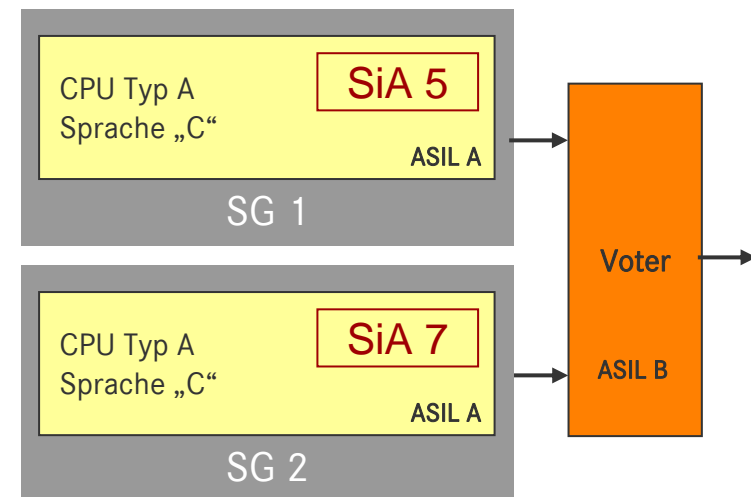 CPU Typ A
Sprache „C“
SiA 5
ASIL A
SG 1
CPU Typ A
Sprache „C“
SiA 7
ASIL A
SG 2
Voter
ASIL B